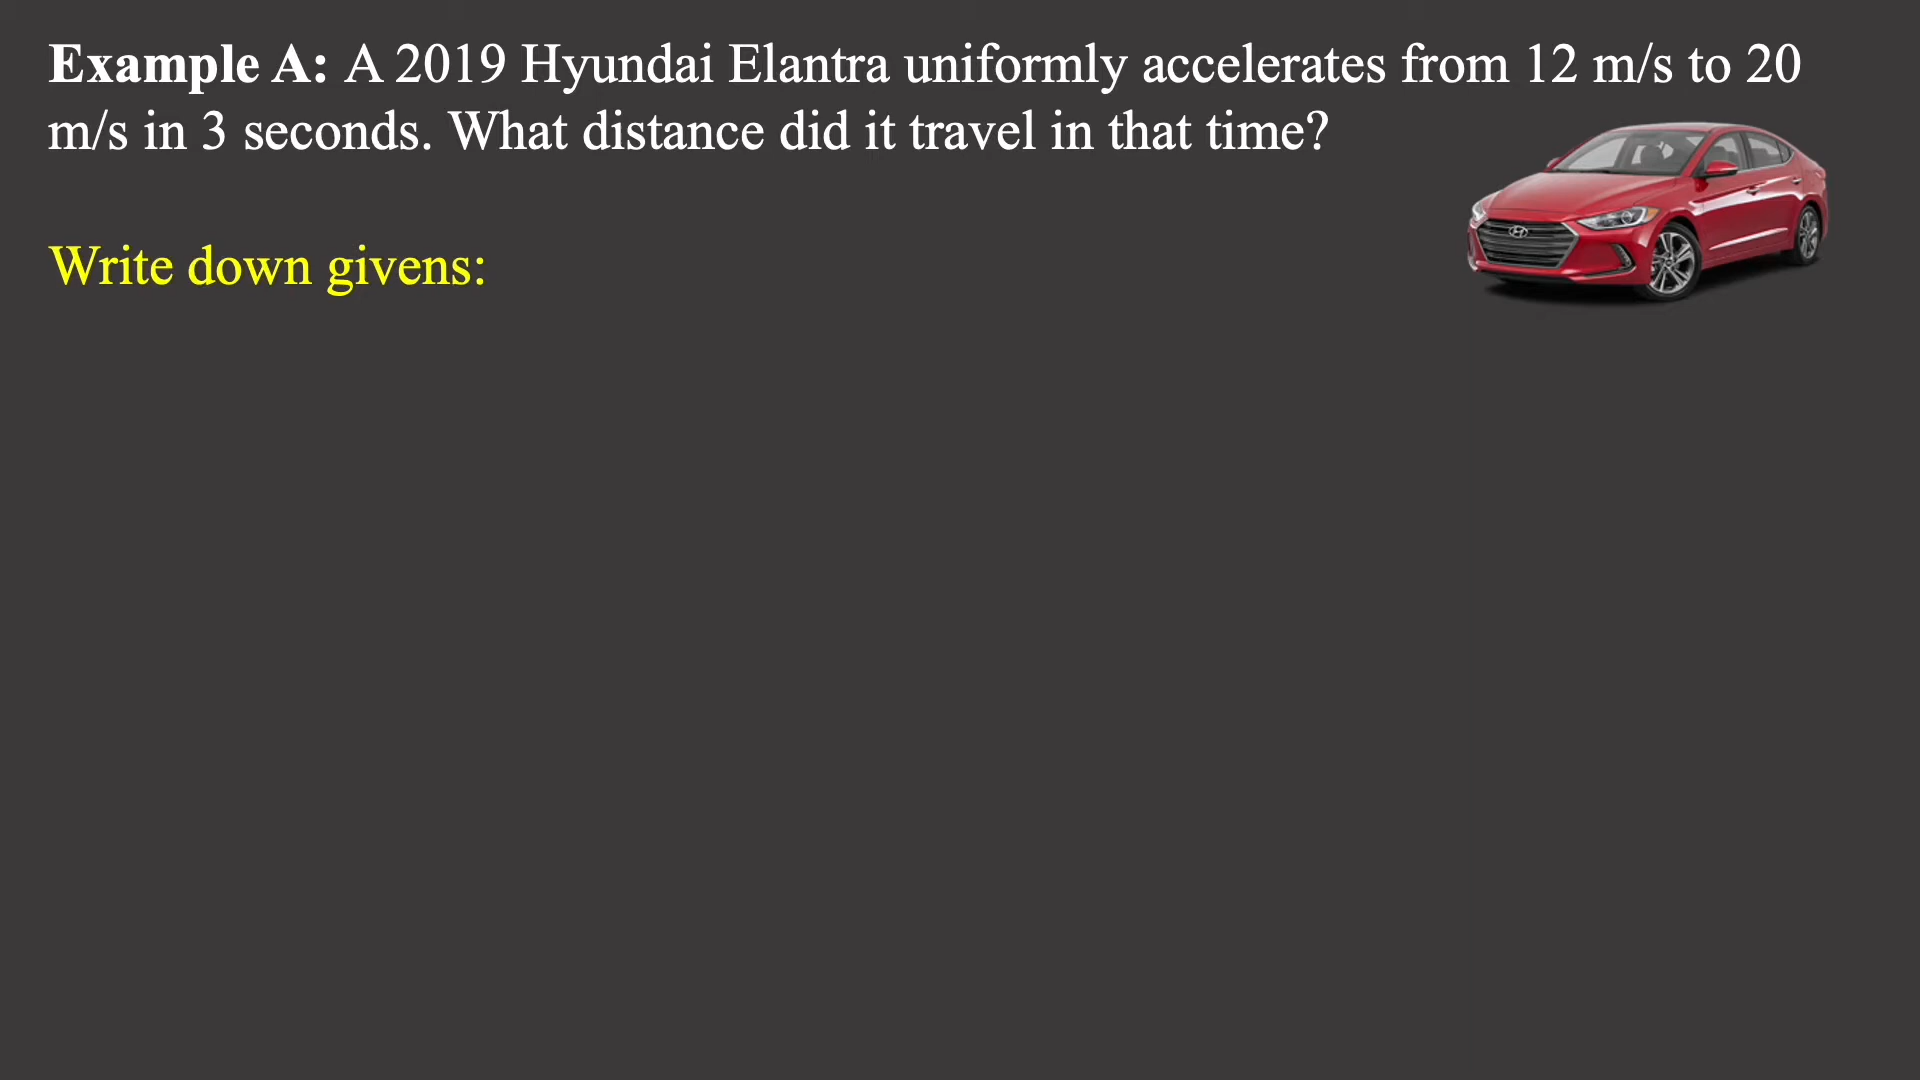 Example A: A 2019 Hyundai Elantra uniformly accelerates from 12 m/s to 20
m/s in 3 seconds. What distance did it travel in that time?
Write down givens: